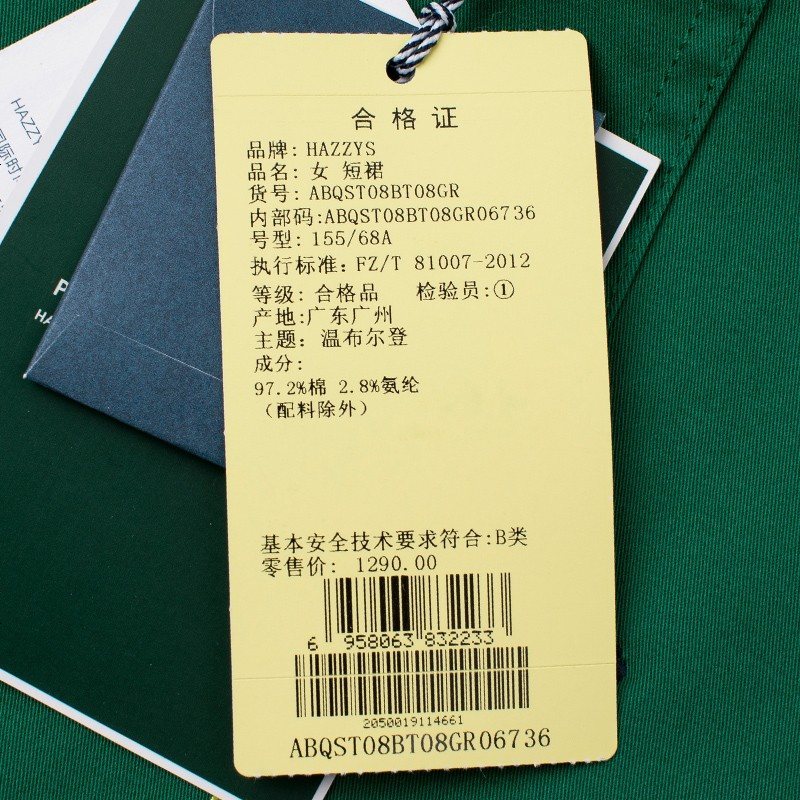 HAZZY
国际时
P
HA
合格证
品牌: HAZZYS
品名: 女 短裙
货号: ABQST08BT08GR
内部码:ABQST08BT08GR06736
号型: 155/68A
执行标准: FZ/T 81007-2012
等级: 合格品 检验员:①
产地:广东广州
主题: 温布尔登
成分:
97.2%棉 2.8%氨纶
(配料除外)
基本安全技术要求符合:B类
零售价: 1290.00
6 958063 832233
2050019114661
ABQST08BT08GR06736